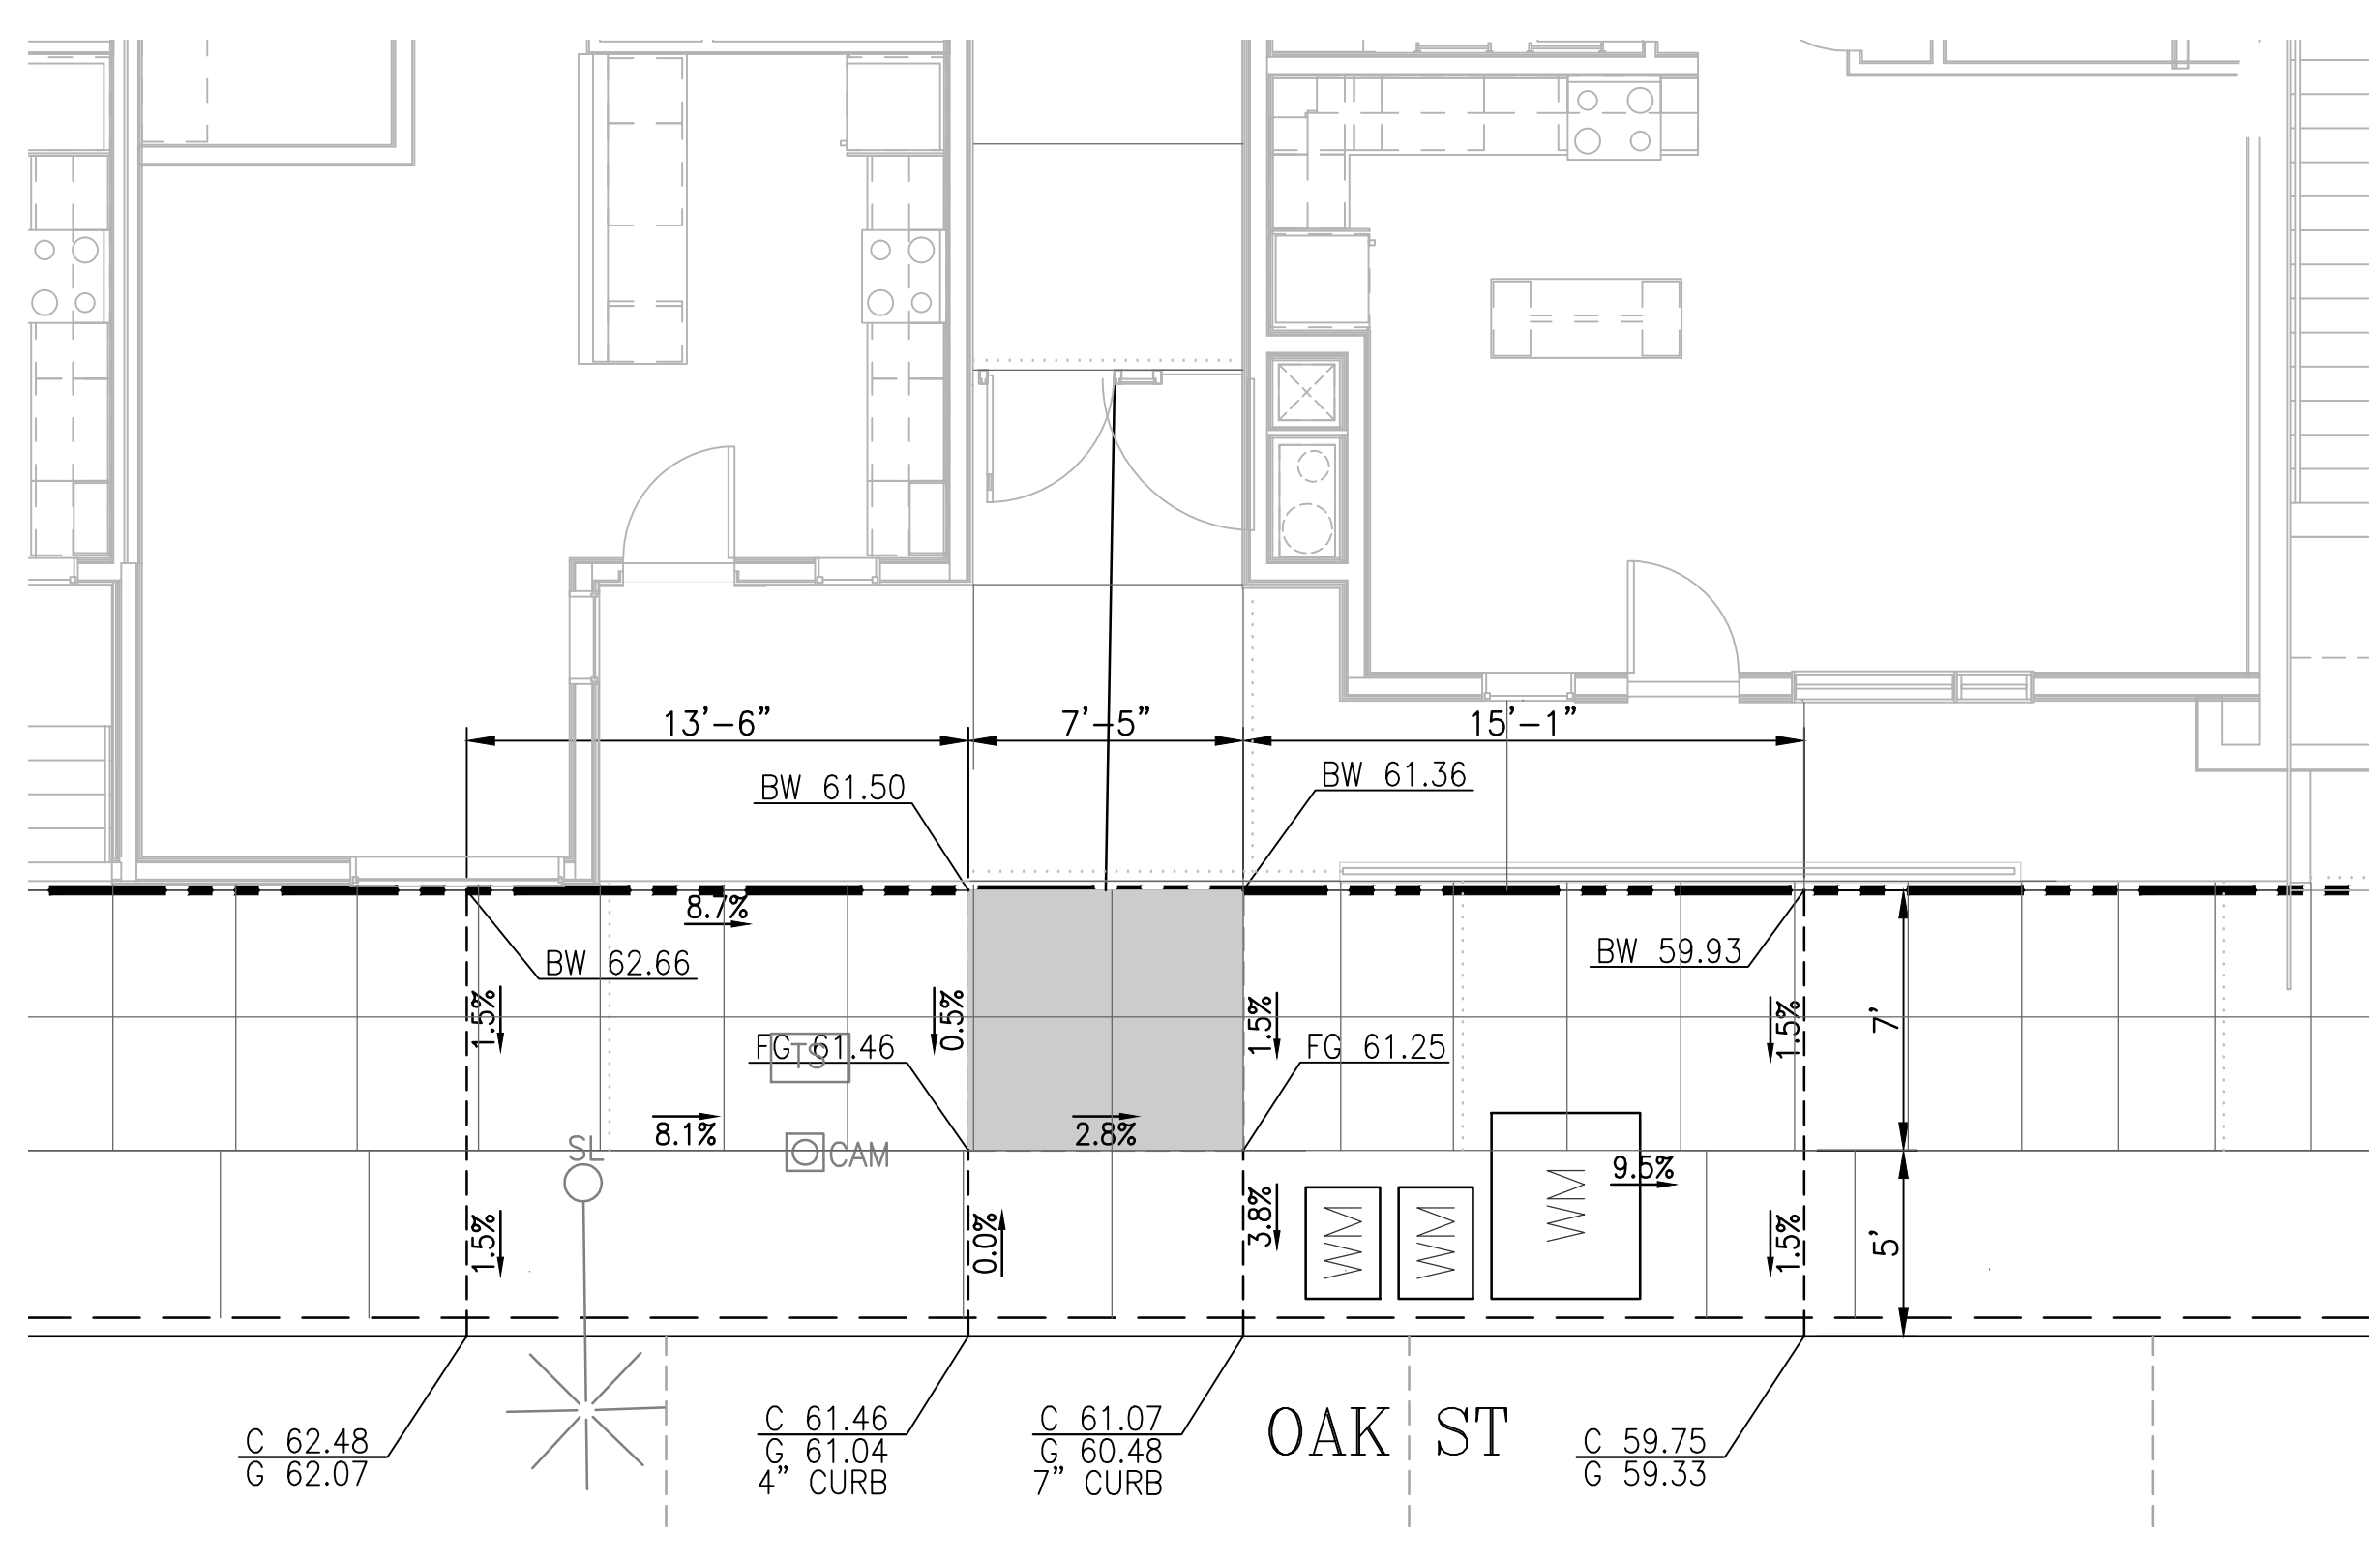 13'-6"
7'-5"
15'-1"
BW 61.50
BW 61.36
8.7%
BW 62.66
BW 59.93
1.5%
0.5%
1.5%
1.5%
7'
FG 61.46
TS
FG 61.25
8.1%
2.8%
SL
CAM
9.5%
1.5%
0.0%
3.8%
WM
WM
WM
1.5%
5'
C 62.48
G 62.07
C 61.46
G 61.04
4" CURB
C 61.07
G 60.48
7" CURB
OAK ST
C 59.75
G 59.33